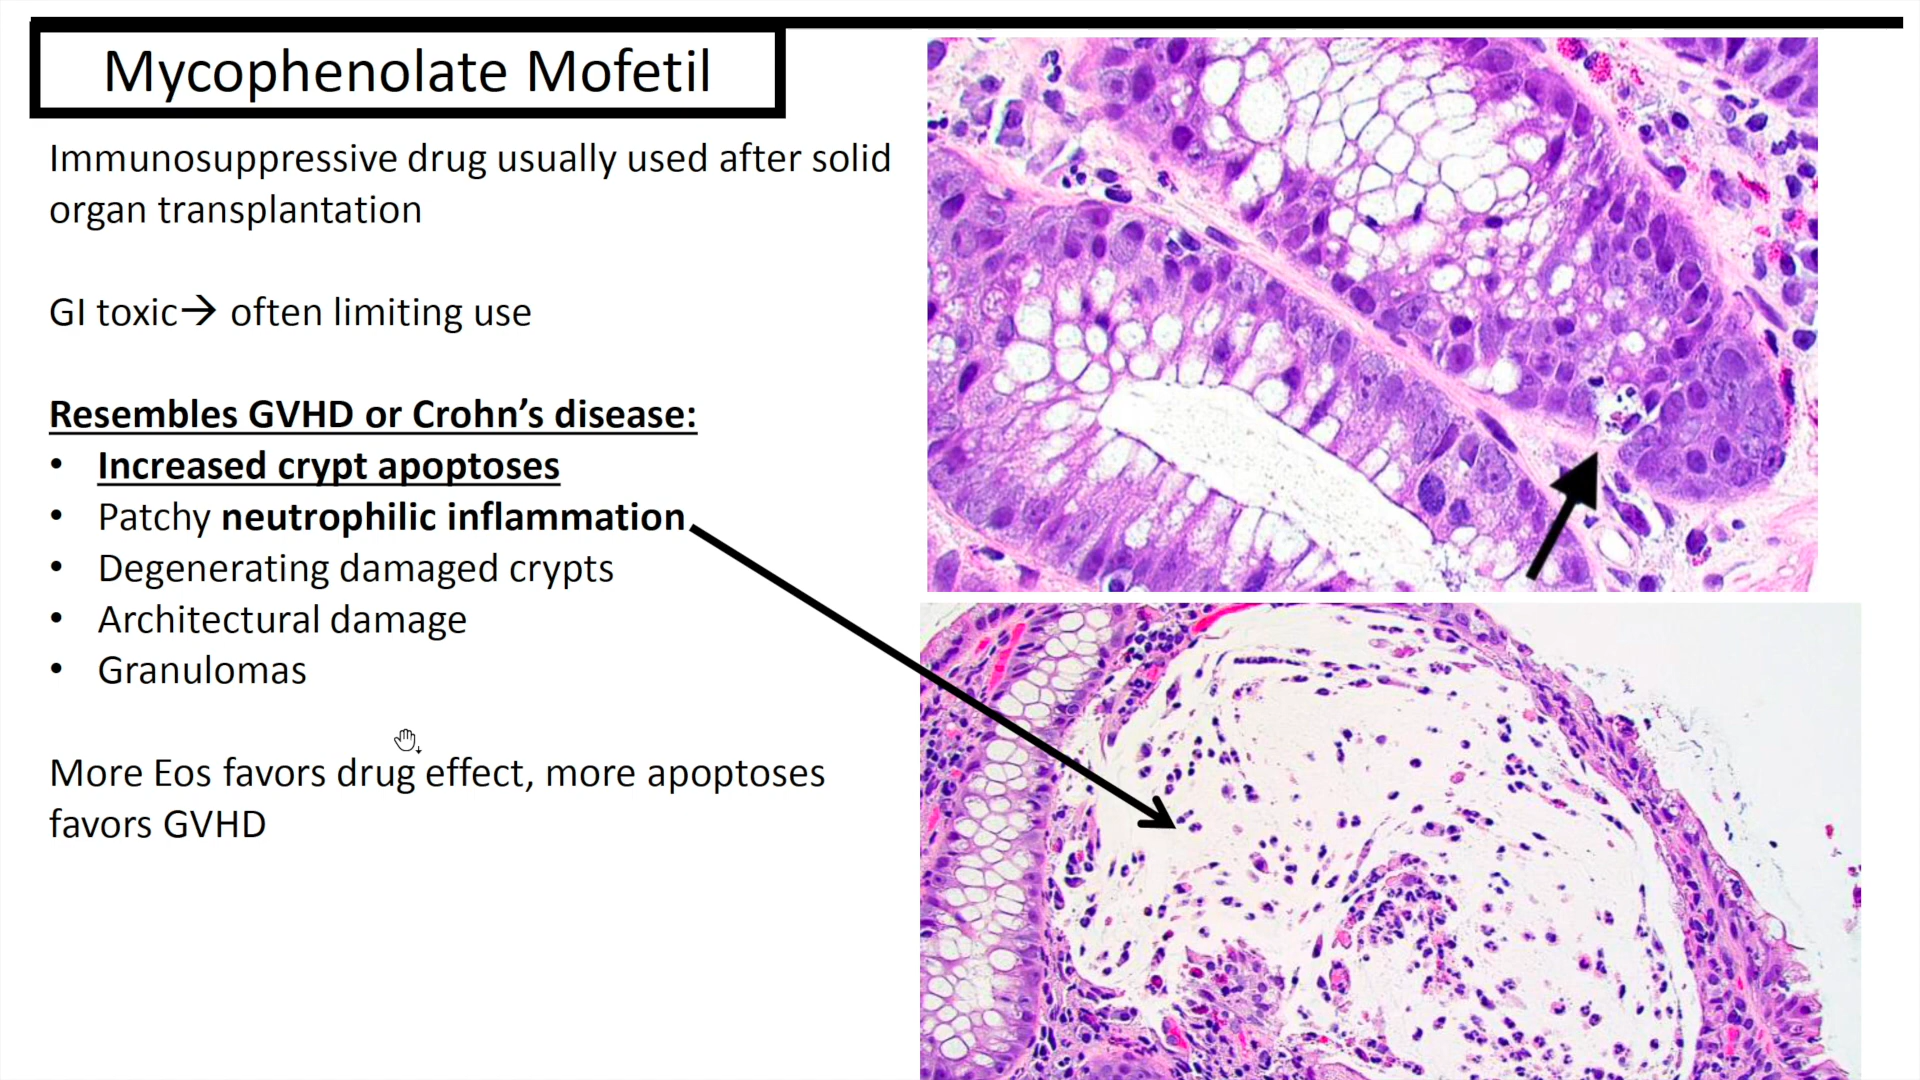 Mycophenolate Mofetil
Immunosuppressive drug usually used after solid
organ transplantation
GI toxic→ often limiting use
Resembles GVHD or Crohn’s disease:
• Increased crypt apoptoses
• Patchy neutrophilic inflammation
• Degenerating damaged crypts
• Architectural damage
• Granulomas
More Eos favors drug effect, more apoptoses
favors GVHD